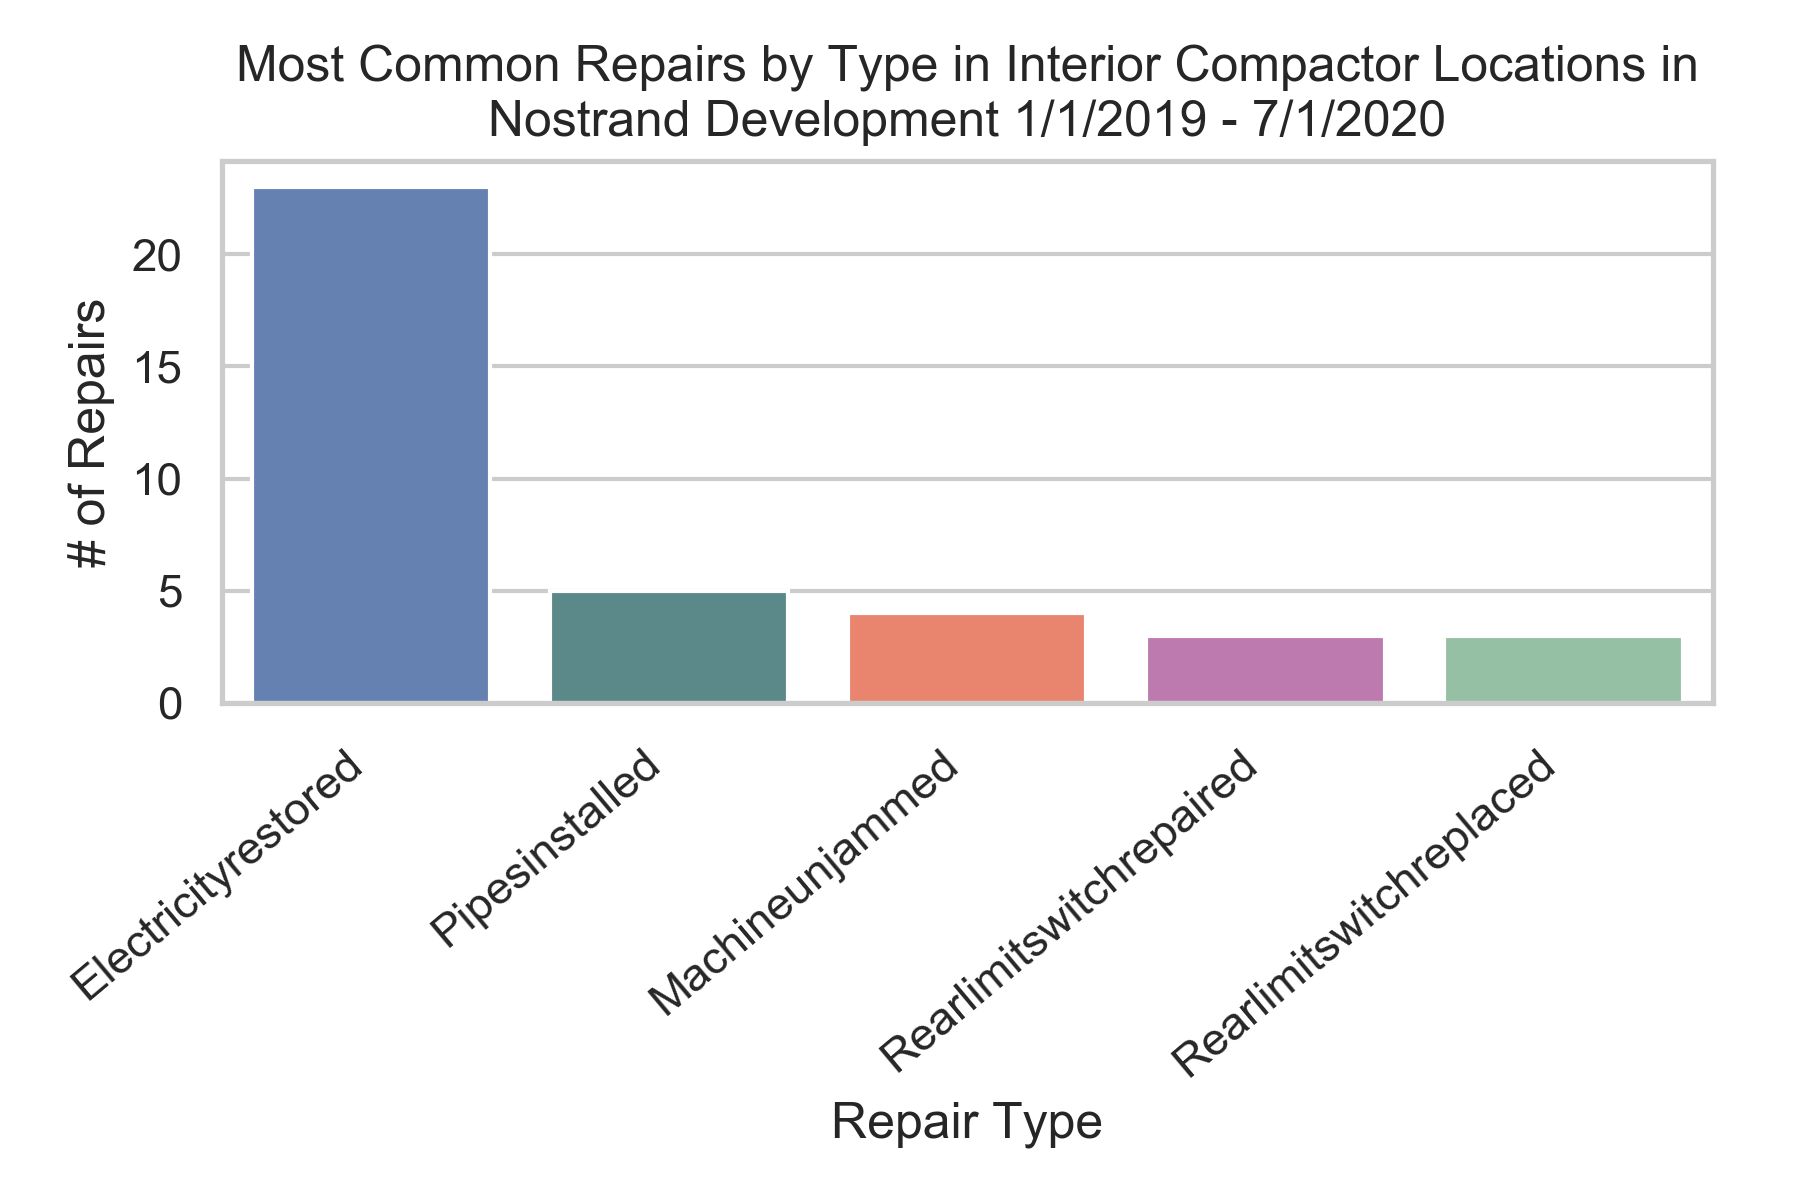 Most Common Repairs by Type in Interior Compactor Locations in
Nostrand Development 1/1/2019 - 7/1/2020
# of Repairs
20
15
10
5
0
Electricityrestored
Pipesinstalled
Machineunjammed
Rearlimitswitchrepaired
Rearlimitswitchreplaced
Repair Type